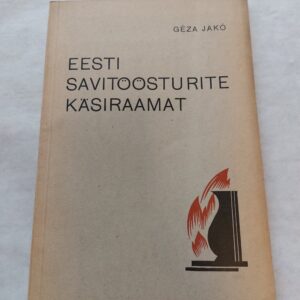 GÉZA JAKÓ
EESTI
SAVITÖÖSTURITE
KÄSIRAAMAT